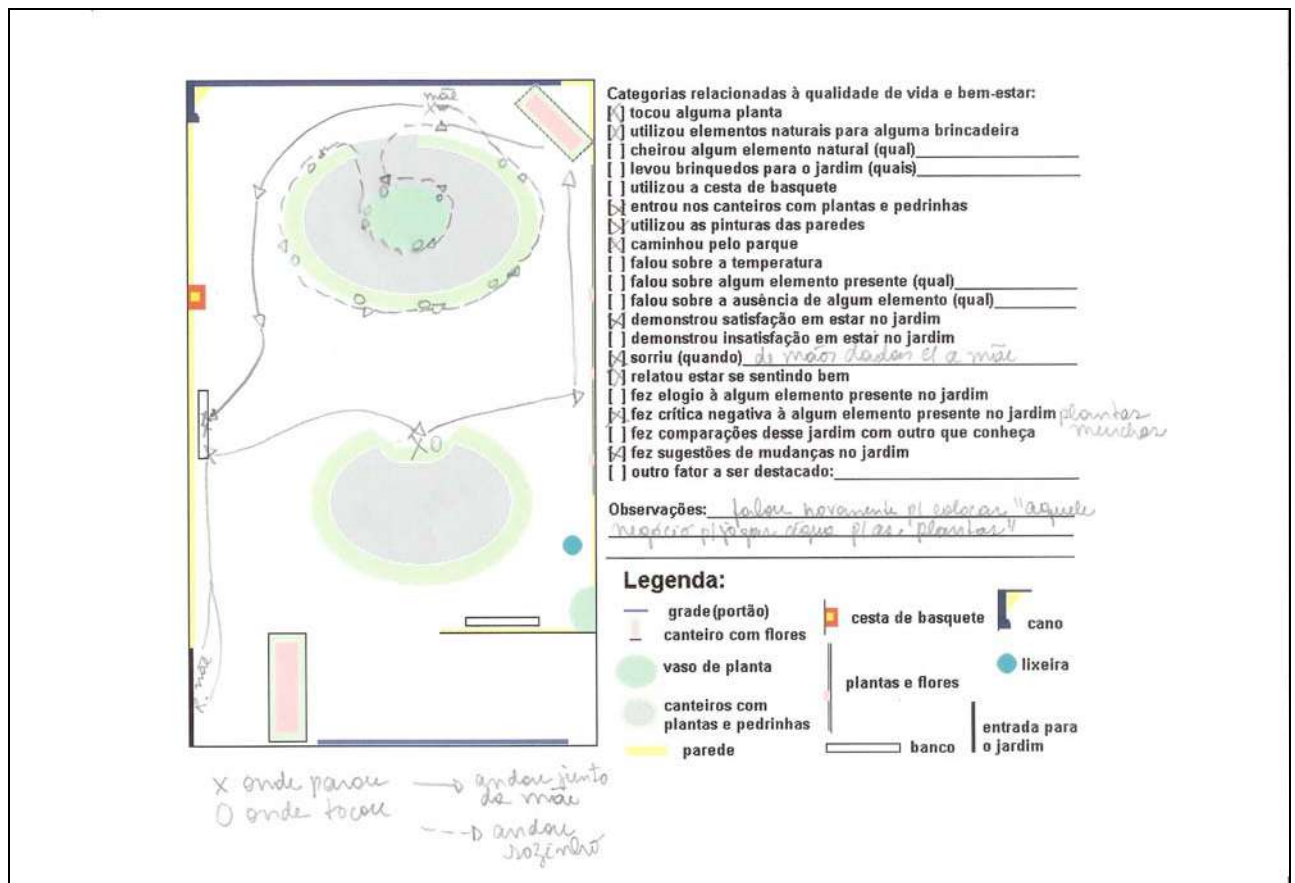 mãe
R. mãe
Categorias relacionadas à qualidade de vida e bem-estar:
[X] tocou alguma planta
[X] utilizou elementos naturais para alguma brincadeira
[ ] cheirou algum elemento natural (qual)
[ ] levou brinquedos para o jardim (quais)
[ ] utilizou a cesta de basquete
[X] entrou nos canteiros com plantas e pedrinhas
[X] utilizou as pinturas das paredes
[X] caminhou pelo parque
[ ] falou sobre a temperatura
[ ] falou sobre algum elemento presente (qual)
[ ] falou sobre a ausência de algum elemento (qual)
[X] demonstrou satisfação em estar no jardim
[ ] demonstrou insatisfação em estar no jardim
[X] sorriu (quando) de mãos dadas c/ a mãe
[X] relatou estar se sentindo bem
[ ] fez elogio à algum elemento presente no jardim
[X] fez crítica negativa à algum elemento presente no jardim plantas
murchas
[ ] fez comparações desse jardim com outro que conheça
[X] fez sugestões de mudanças no jardim
[ ] outro fator a ser destacado:
Observações: falou novamente p/ colocar "aquele
negócio p/ jogar água p/ as plantas"
Legenda:
grade(portão)
canteiro com flores
vaso de planta
canteiros com
plantas e pedrinhas
parede
cesta de basquete
plantas e flores
banco
cano
lixeira
entrada para
o jardim
X onde parou
O onde tocou
andou junto
da mãe
andou
sozinho